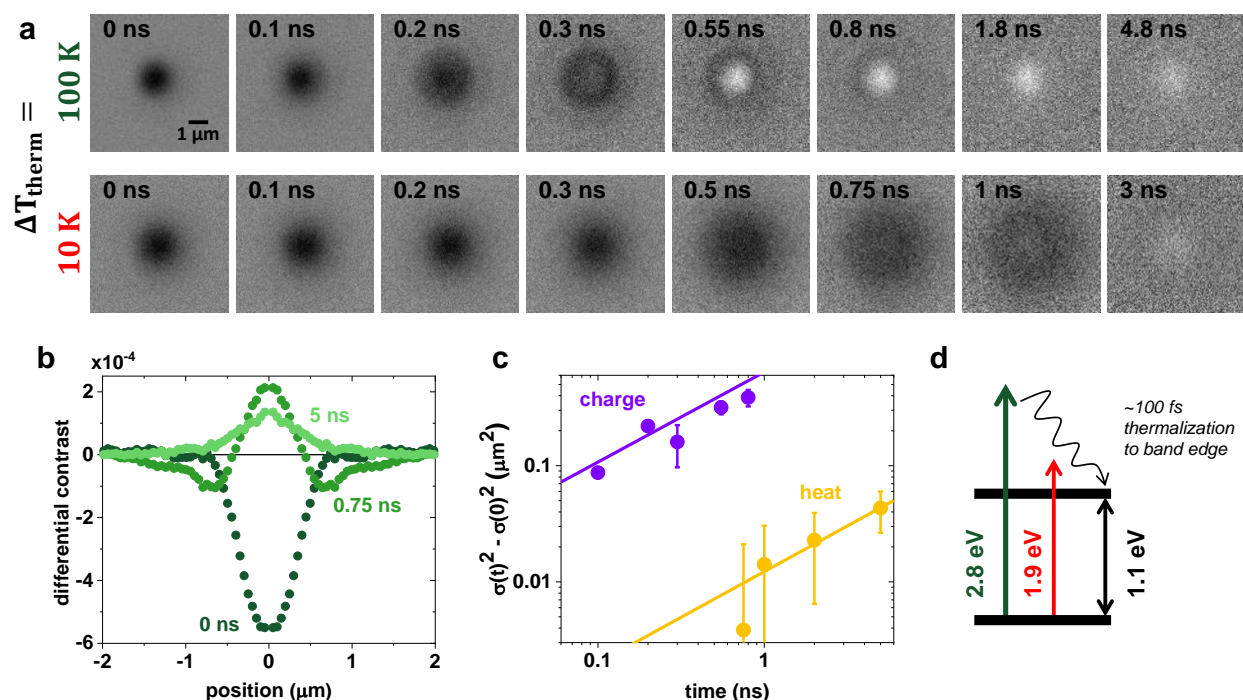 a
ΔT_therm =
100 K
0 ns
0.1 ns
0.2 ns
0.3 ns
0.55 ns
0.8 ns
1.8 ns
4.8 ns
1 µm
10 K
0 ns
0.1 ns
0.2 ns
0.3 ns
0.5 ns
0.75 ns
1 ns
3 ns
b
x10⁻⁴
differential contrast
2
0
-2
-4
-6
5 ns
0.75 ns
0 ns
-2 -1 0 1 2
position (µm)
c
σ(t)² - σ(0)² (µm²)
0.1
0.01
charge
heat
0.1 1
time (ns)
d
~100 fs
thermalization
to band edge
2.8 eV
1.9 eV
1.1 eV